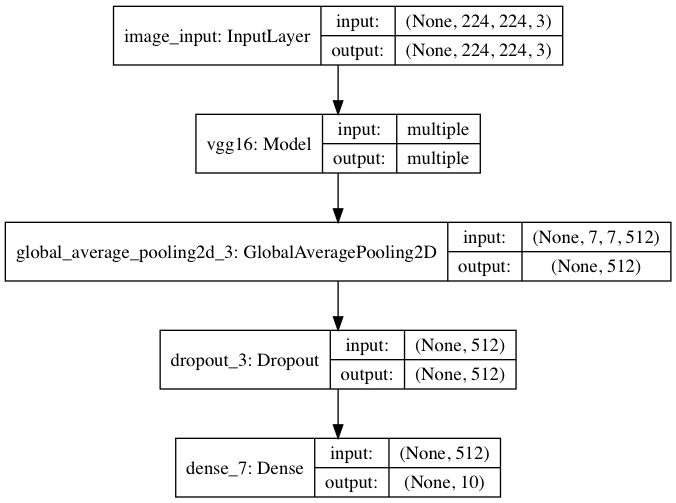 image_input: InputLayer
input: (None, 224, 224, 3)
output: (None, 224, 224, 3)
vgg16: Model
input: multiple
output: multiple
global_average_pooling2d_3: GlobalAveragePooling2D
input: (None, 7, 7, 512)
output: (None, 512)
dropout_3: Dropout
input: (None, 512)
output: (None, 512)
dense_7: Dense
input: (None, 512)
output: (None, 10)